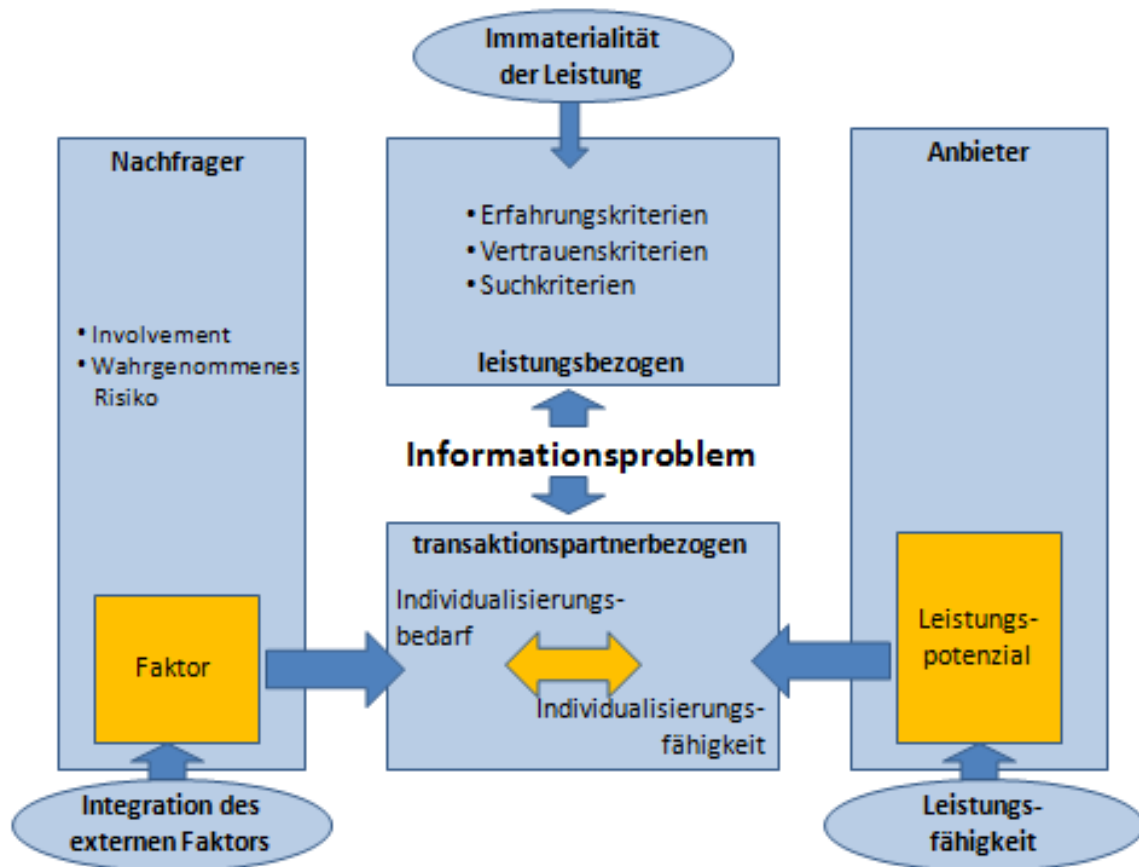 Immaterialität
der Leistung
Nachfrager
• Involvement
• Wahrgenommenes
Risiko
Faktor
Integration des
externen Faktors
• Erfahrungskriterien
• Vertrauenskriterien
• Suchkriterien
leistungsbezogen
Informationsproblem
transaktionspartnerbezogen
Individualisierungs-
bedarf
Individualisierungs-
fähigkeit
Anbieter
Leistungs-
potenzial
Leistungs-
fähigkeit